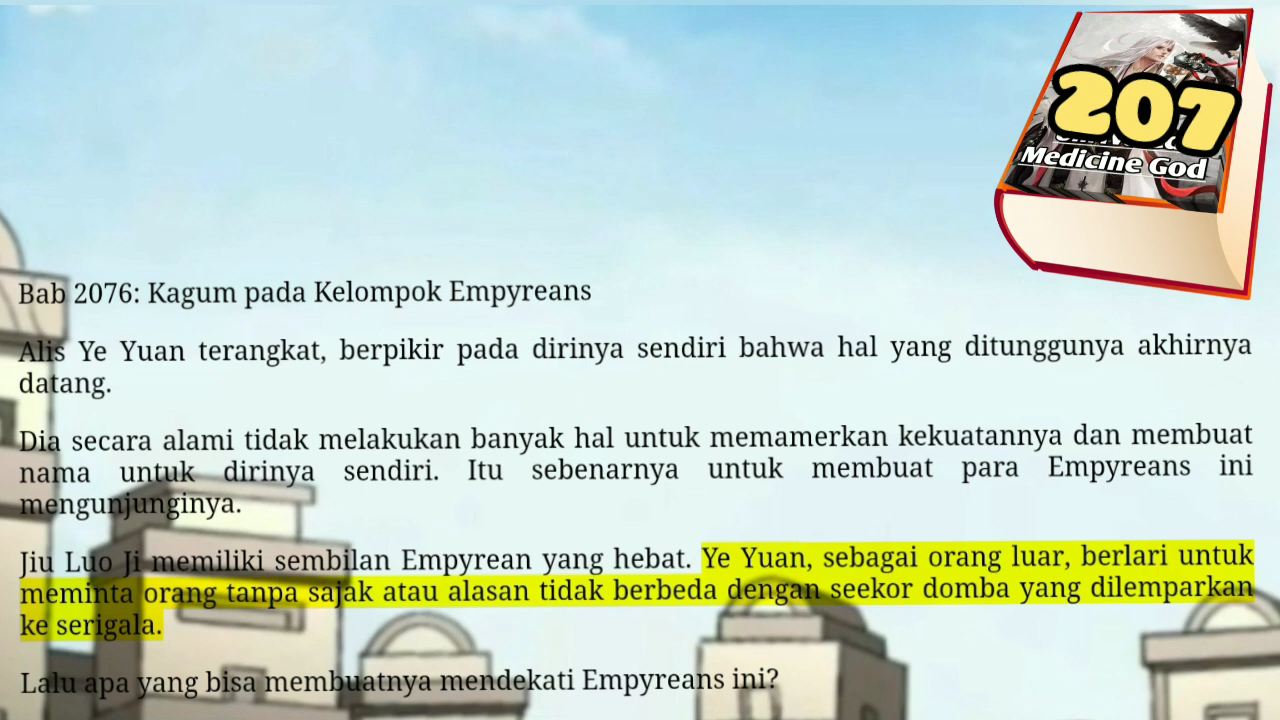 207
Medicine God
Bab 2076: Kagum pada Kelompok Empyreans
Alis Ye Yuan terangkat, berpikir pada dirinya sendiri bahwa hal yang ditunggunya akhirnya
datang.
Dia secara alami tidak melakukan banyak hal untuk memamerkan kekuatannya dan membuat
nama untuk dirinya sendiri. Itu sebenarnya untuk membuat para Empyreans ini
mengunjunginya.
Jiu Luo Ji memiliki sembilan Empyrean yang hebat. Ye Yuan, sebagai orang luar, berlari untuk
meminta orang tanpa sajak atau alasan tidak berbeda dengan seekor domba yang dilemparkan
ke serigala.
Lalu apa yang bisa membuatnya mendekati Empyreans ini?